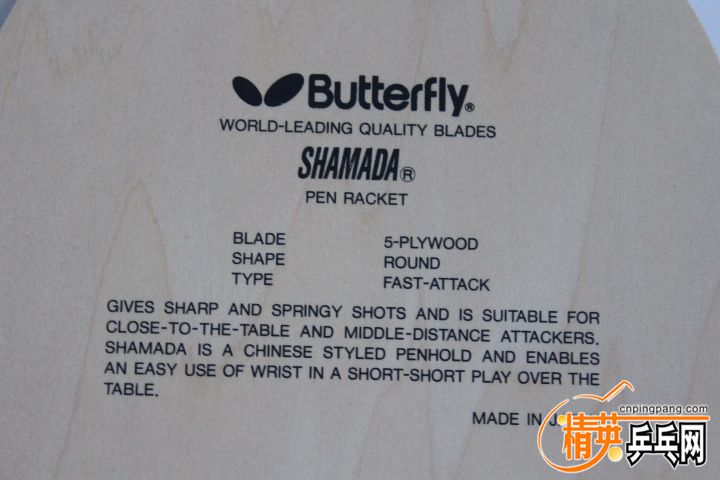 Butterfly®
WORLD-LEADING QUALITY BLADES
SHAMADA®
PEN RACKET
BLADE 5-PLYWOOD
SHAPE ROUND
TYPE FAST-ATTACK
GIVES SHARP AND SPRINGY SHOTS AND IS SUITABLE FOR
CLOSE-TO-THE-TABLE AND MIDDLE-DISTANCE ATTACKERS.
SHAMADA IS A CHINESE STYLED PENHOLD AND ENABLES
AN EASY USE OF WRIST IN A SHORT-SHORT PLAY OVER THE
TABLE.
MADE IN
cnpingpang.com
精英乒乓网